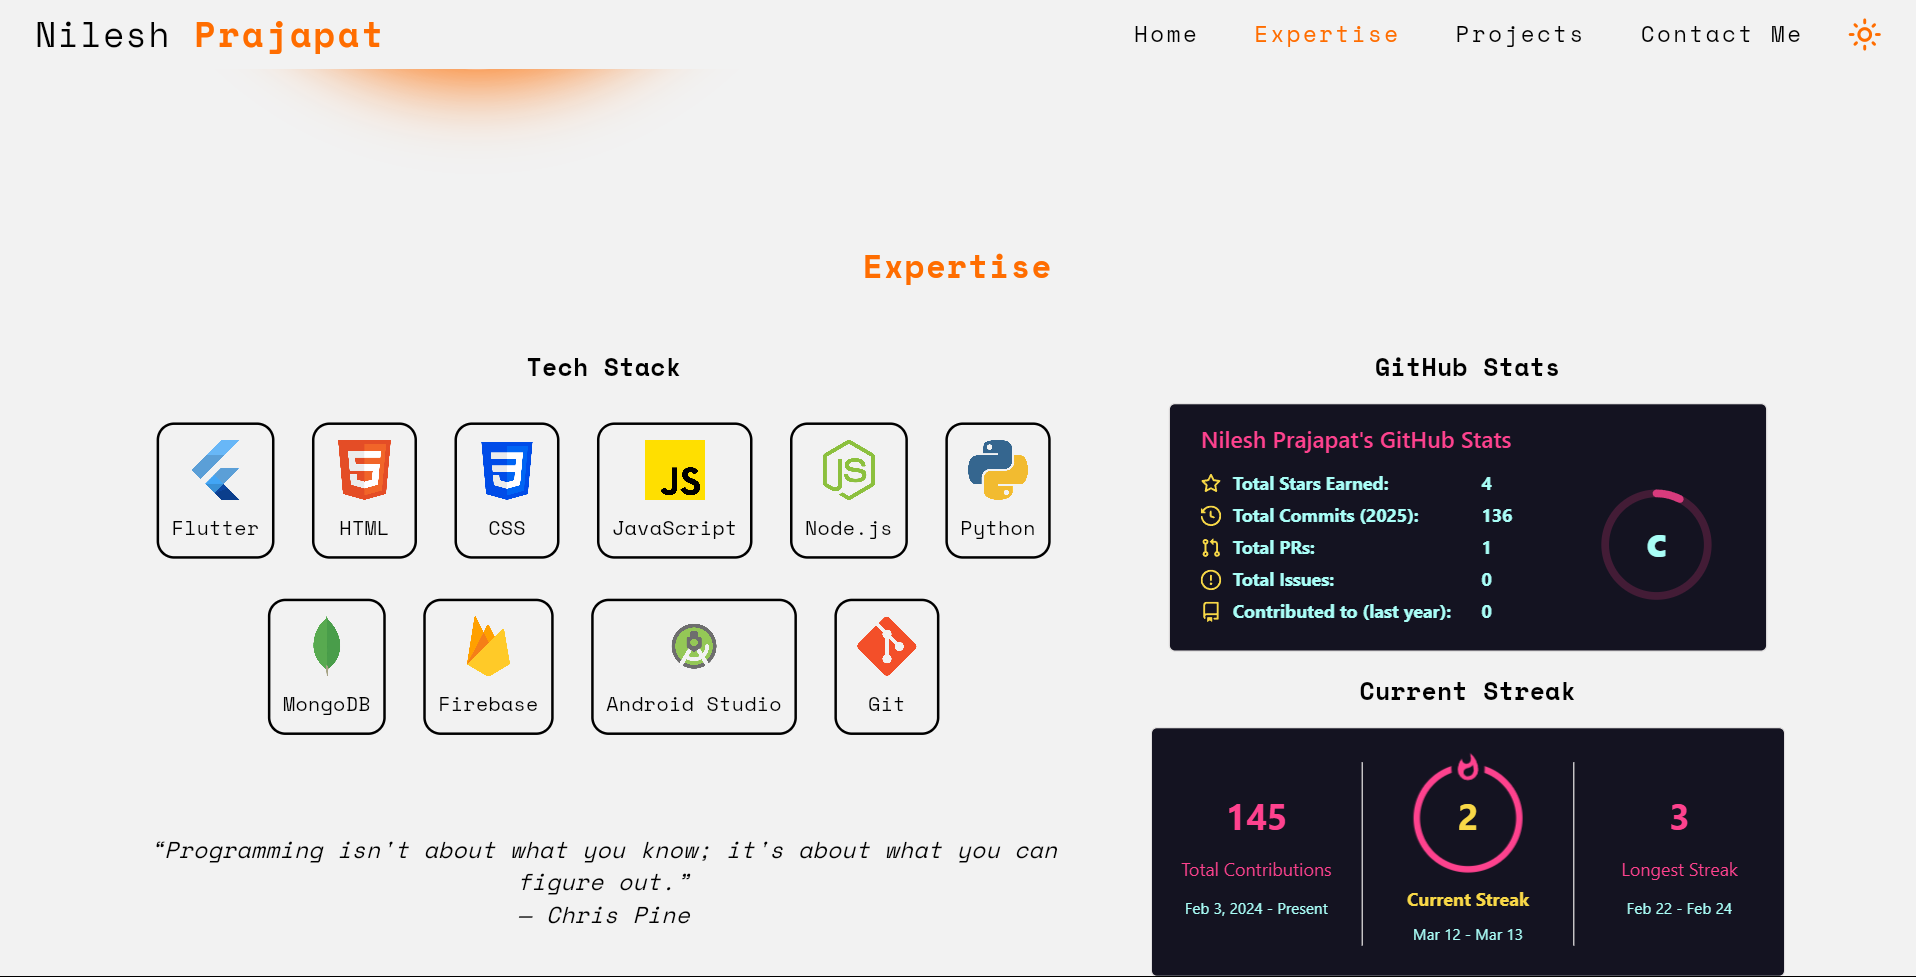 Nilesh Prajapat
Home Expertise Projects Contact Me
Expertise
Tech Stack
JS
JS
Flutter HTML CSS JavaScript Node.js Python
MongoDB Firebase Android Studio Git
“Programming isn't about what you know; it's about what you can
figure out.”
— Chris Pine
GitHub Stats
Nilesh Prajapat's GitHub Stats
Total Stars Earned: 4
Total Commits (2025): 136
Total PRs: 1
Total Issues: 0
Contributed to (last year): 0
C
Current Streak
145
Total Contributions
Feb 3, 2024 - Present
2
Current Streak
Mar 12 - Mar 13
3
Longest Streak
Feb 22 - Feb 24